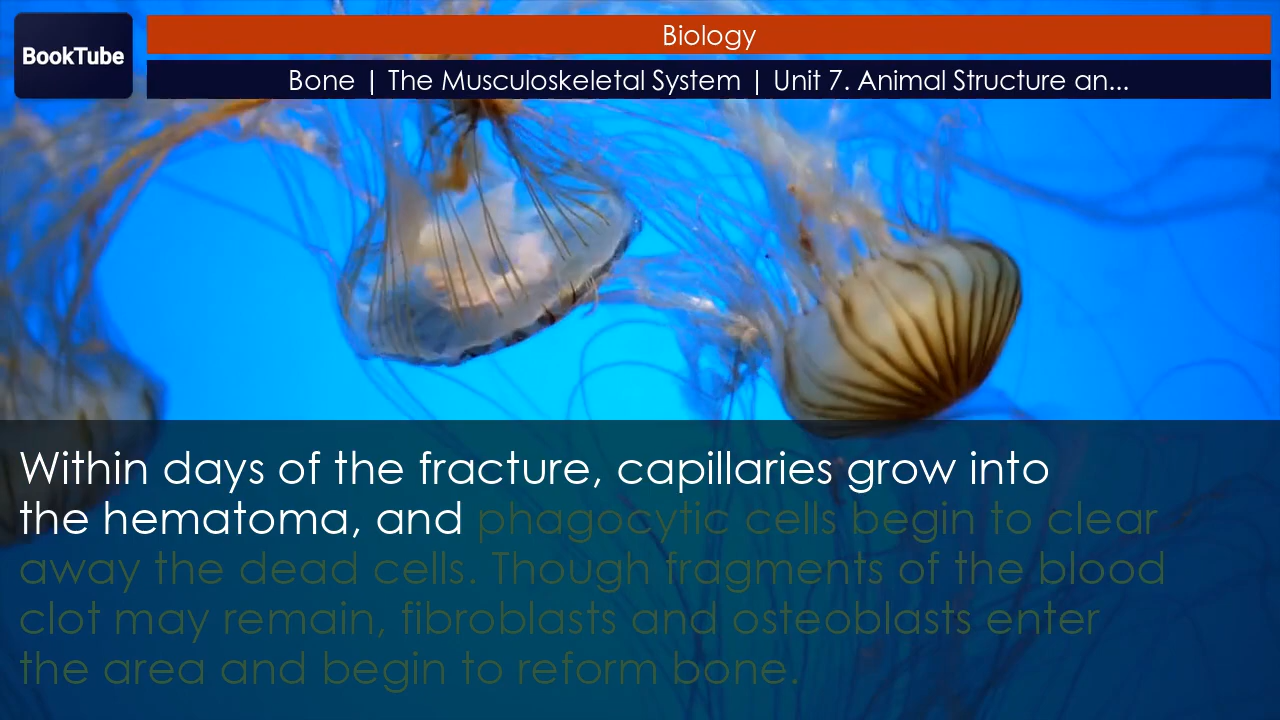 BookTube
Biology
Bone | The Musculoskeletal System | Unit 7. Animal Structure an...
Within days of the fracture, capillaries grow into
the hematoma, and phagocytic cells begin to clear
away the dead cells. Though fragments of the blood
clot may remain, fibroblasts and osteoblasts enter
the area and begin to reform bone.